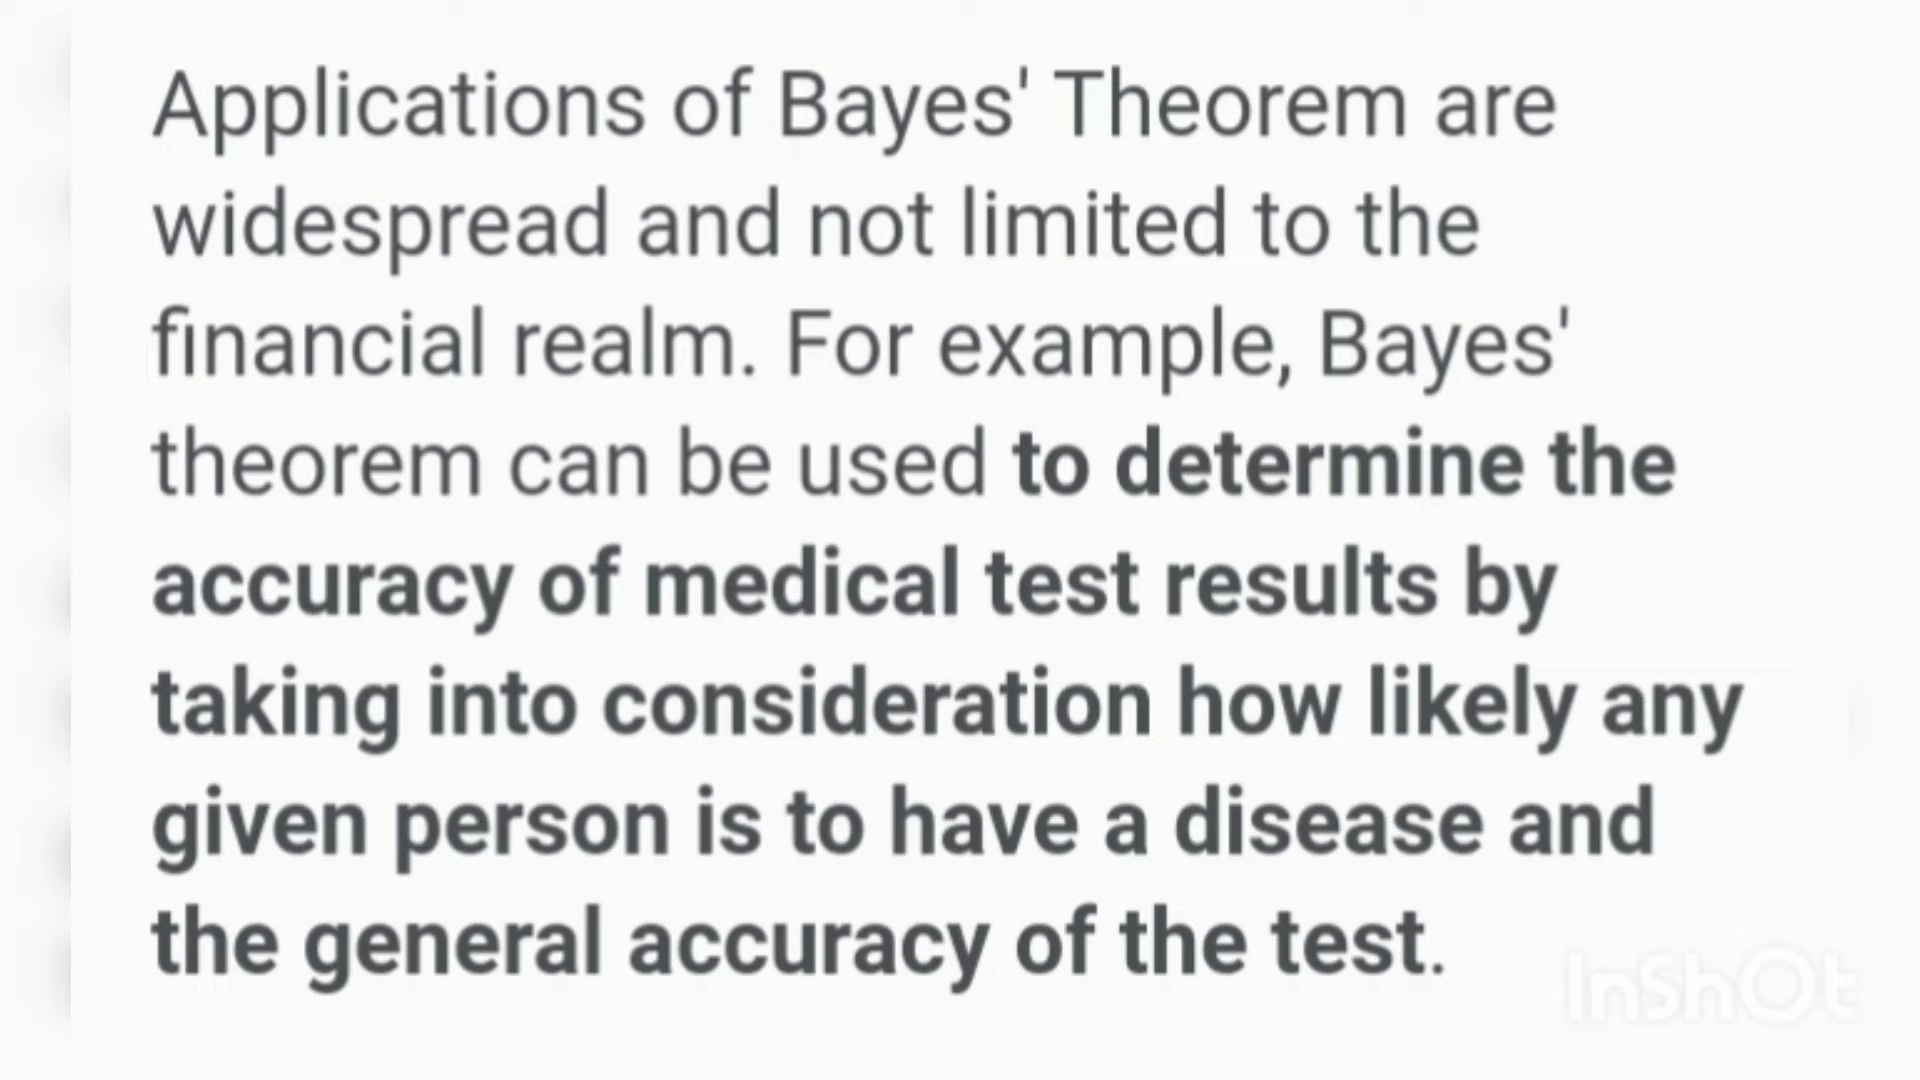 Applications of Bayes' Theorem are
widespread and not limited to the
financial realm. For example, Bayes'
theorem can be used to determine the
accuracy of medical test results by
taking into consideration how likely any
given person is to have a disease and
the general accuracy of the test.
InShOt